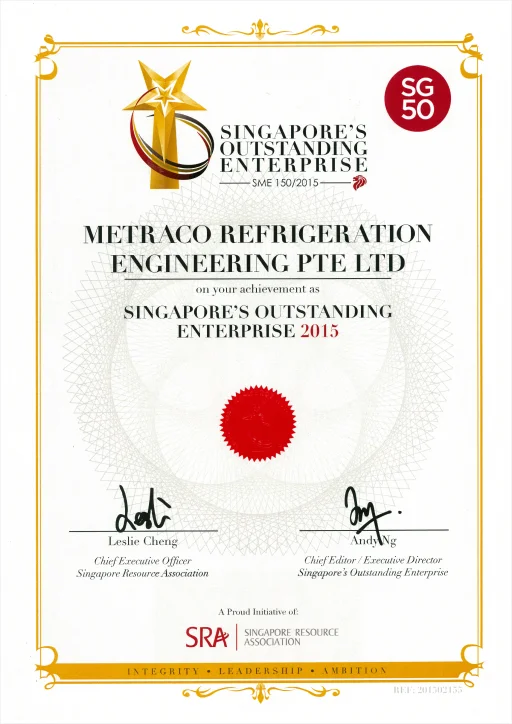 SG
50
SINGAPORE'S
OUTSTANDING
ENTERPRISE
SME 150/2015
METRACO REFRIGERATION
ENGINEERING PTE LTD
on your achievement as
SINGAPORE'S OUTSTANDING
ENTERPRISE 2015
Leslie Cheng
Chief Executive Officer
Singapore Resource Association
Andy Ng
Chief Editor / Executive Director
Singapore's Outstanding Enterprise
A Proud Initiative of:
SRA SINGAPORE RESOURCE
ASSOCIATION
INTEGRITY • LEADERSHIP • AMBITION
REF: 201502155